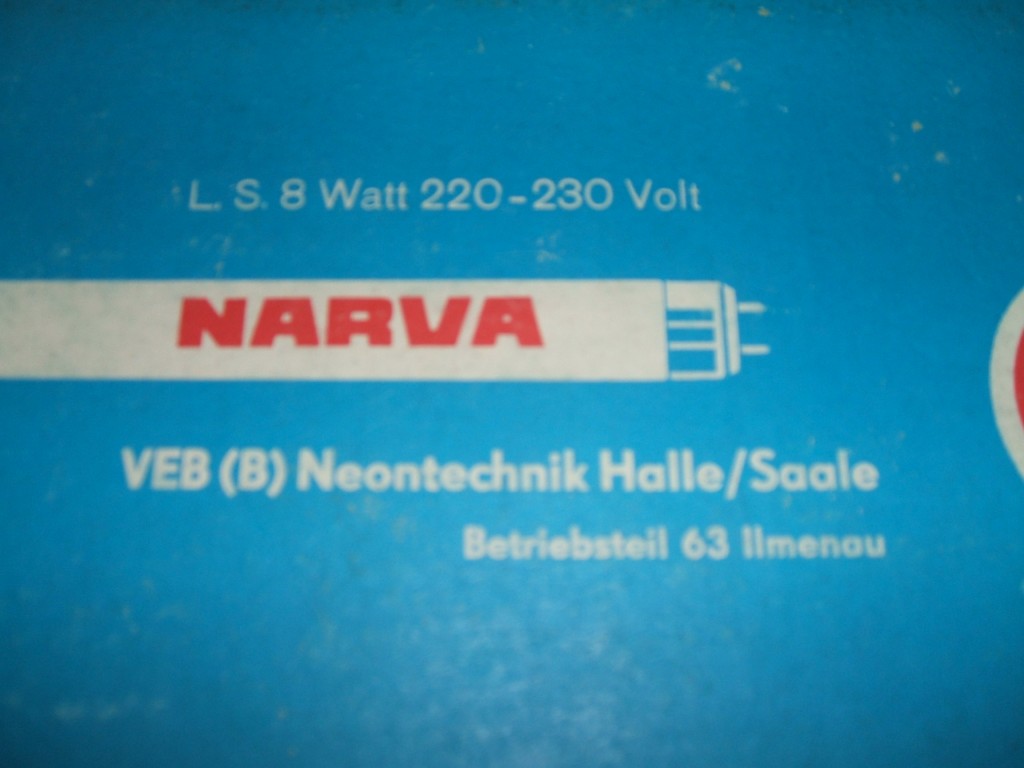 L. S. 8 Watt 220-230 Volt
NARVA
VEB (B) Neontechnik Halle/Saale
Betriebsteil 63 Ilmenau